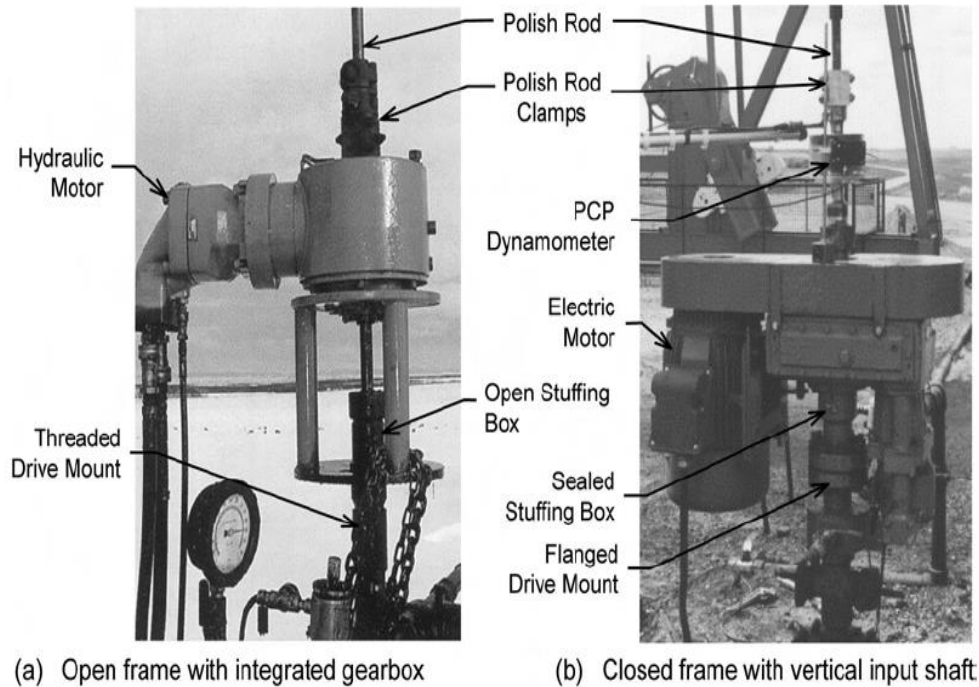 Polish Rod
Polish Rod
Clamps
Hydraulic
Motor
PCP
Dynamometer
Electric
Motor
Open Stuffing
Box
Threaded
Drive Mount
Sealed
Stuffing Box
Flanged
Drive Mount
(a) Open frame with integrated gearbox
(b) Closed frame with vertical input shaft